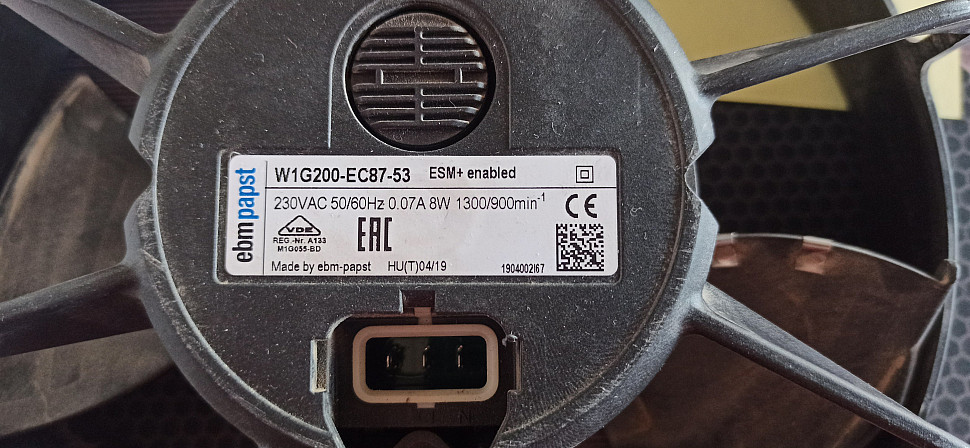 ebmpapst
W1G200-EC87-53 ESM+ enabled
230VAC 50/60Hz 0.07A 8W 1300/900min-1
CE
VDE
REG.-Nr. A133
M1G055-BD
EAC
Made by ebm-papst HU(T)04/19 1904002I67
N